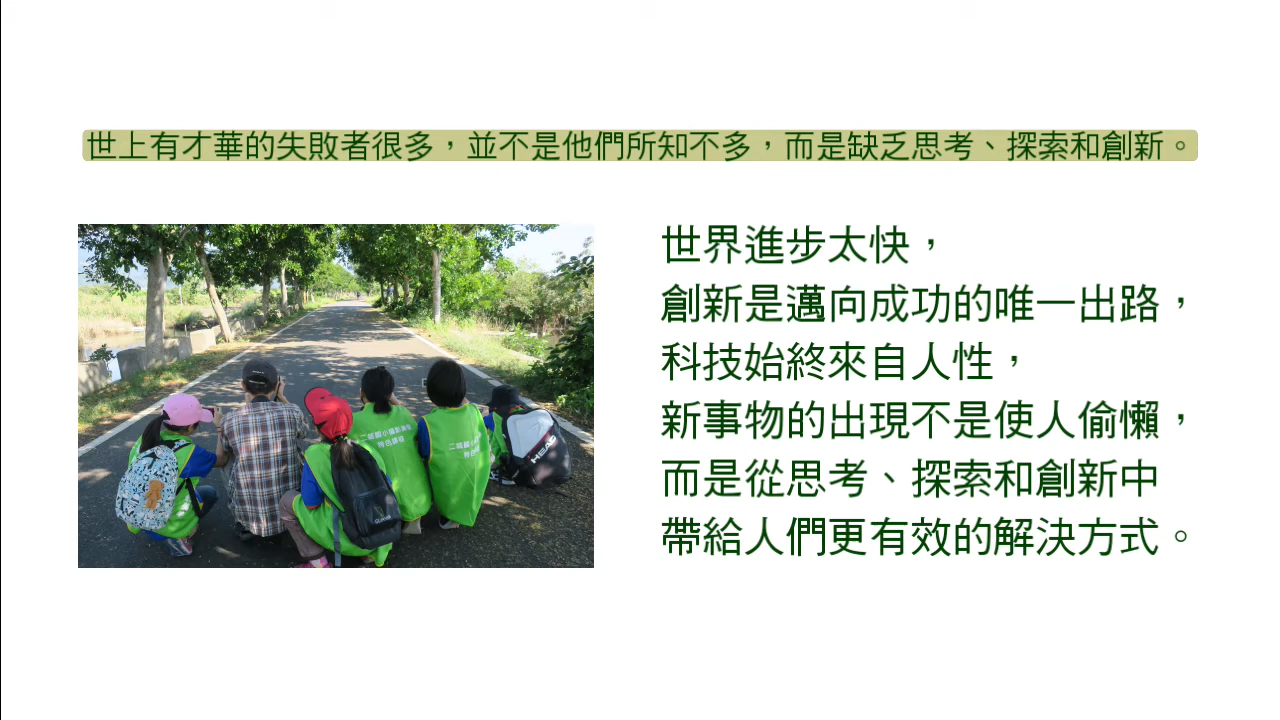 世上有才華的失敗者很多，並不是他們所知不多，而是缺乏思考、探索和創新。
世界進步太快，
創新是邁向成功的唯一出路，
科技始終來自人性，
新事物的出現不是使人偷懶，
而是從思考、探索和創新中
帶給人們更有效的解決方式。
HEAD